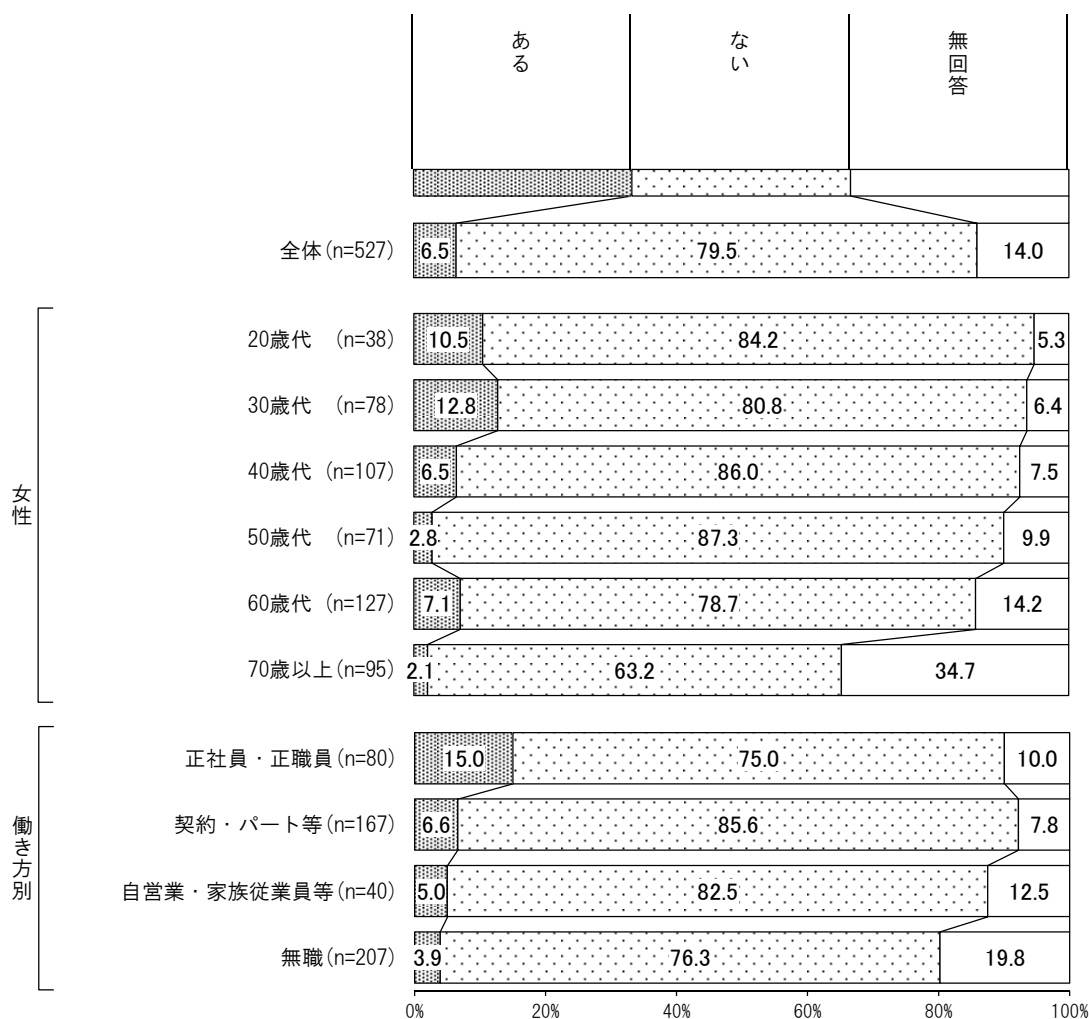 ある
ない
無回答
全体(n=527) 6.5 79.5 14.0
女性
20歳代 (n=38) 10.5 84.2 5.3
30歳代 (n=78) 12.8 80.8 6.4
40歳代 (n=107) 6.5 86.0 7.5
50歳代 (n=71) 2.8 87.3 9.9
60歳代 (n=127) 7.1 78.7 14.2
70歳以上(n=95) 2.1 63.2 34.7
働き方別
正社員・正職員(n=80) 15.0 75.0 10.0
契約・パート等(n=167) 6.6 85.6 7.8
自営業・家族従業員等(n=40) 5.0 82.5 12.5
無職(n=207) 3.9 76.3 19.8
0% 20% 40% 60% 80% 100%